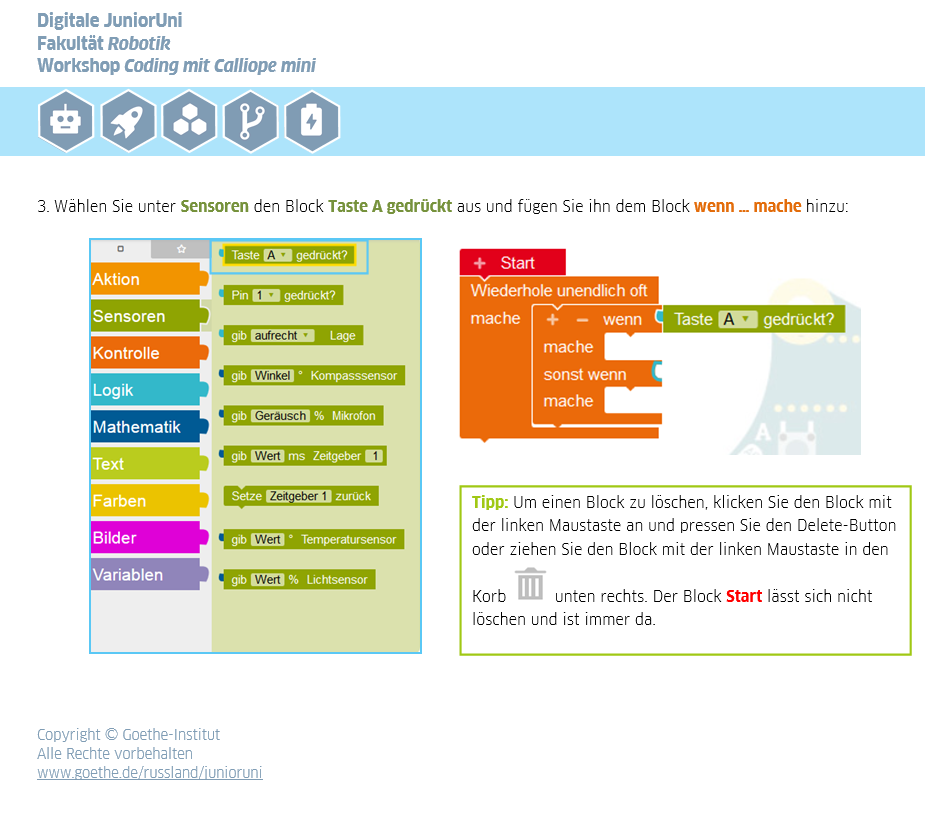 Digitale JuniorUni
Fakultät Robotik
Workshop Coding mit Calliope mini
3. Wählen Sie unter Sensoren den Block Taste A gedrückt aus und fügen Sie ihn dem Block wenn ... mache hinzu:
Aktion
Sensoren
Kontrolle
Logik
Mathematik
Text
Farben
Bilder
Variablen
Taste A gedrückt?
Pin 1 gedrückt?
gib aufrecht Lage
gib Winkel ° Kompasssensor
gib Geräusch % Mikrofon
gib Wert ms Zeitgeber 1
Setze Zeitgeber 1 zurück
gib Wert ° Temperatursensor
gib Wert % Lichtsensor
+ Start
Wiederhole unendlich oft
mache + − wenn Taste A gedrückt?
mache
sonst wenn
mache
A
Tipp: Um einen Block zu löschen, klicken Sie den Block mit
der linken Maustaste an und pressen Sie den Delete-Button
oder ziehen Sie den Block mit der linken Maustaste in den
Korb unten rechts. Der Block Start lässt sich nicht
löschen und ist immer da.
Copyright © Goethe-Institut
Alle Rechte vorbehalten
www.goethe.de/russland/junioruni